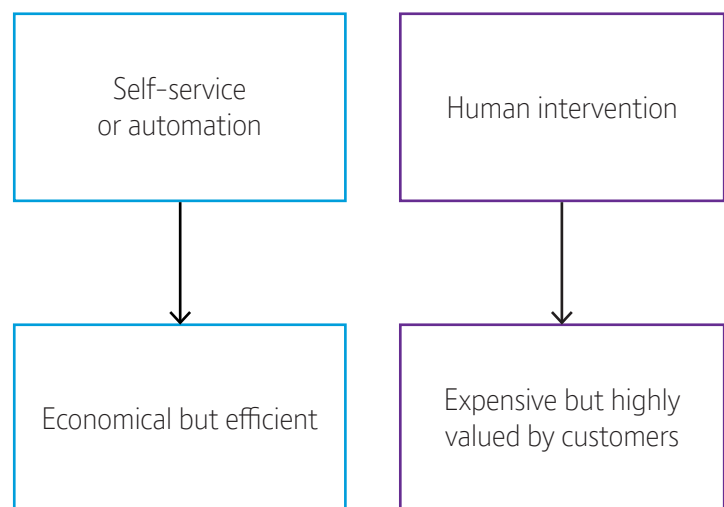 Self-service
or automation
Human intervention
Economical but efficient
Expensive but highly
valued by customers